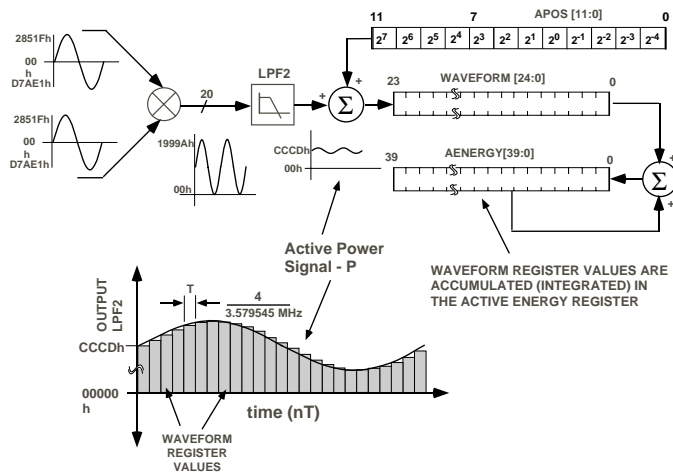 11 7 APOS [11:0] 0
2^7 2^6 2^5 2^4 2^3 2^2 2^1 2^0 2^-1 2^-2 2^-3 2^-4
2851Fh
00
h
D7AE1h
2851Fh
00
h
D7AE1h
20
LPF2
+
+
Σ
23 WAVEFORM [24:0] 0
1999Ah
00h
CCCDh
00h
39 AENERGY[39:0] 0
+
Σ
+
Active Power
Signal - P
WAVEFORM REGISTER VALUES ARE
ACCUMULATED (INTEGRATED) IN
THE ACTIVE ENERGY REGISTER
OUTPUT
LPF2
T
4
3.579545 MHz
CCCDh
00000
h
time (nT)
WAVEFORM
REGISTER
VALUES